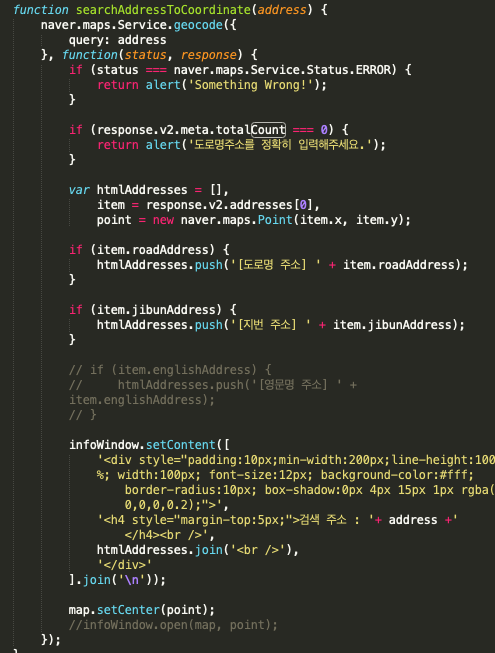 function searchAddressToCoordinate(address) {
    naver.maps.Service.geocode({
        query: address
    }, function(status, response) {
        if (status === naver.maps.Service.Status.ERROR) {
            return alert('Something Wrong!');
        }

        if (response.v2.meta.totalCount === 0) {
            return alert('도로명주소를 정확히 입력해주세요.');
        }

        var htmlAddresses = [],
            item = response.v2.addresses[0],
            point = new naver.maps.Point(item.x, item.y);

        if (item.roadAddress) {
            htmlAddresses.push('[도로명 주소] ' + item.roadAddress);
        }

        if (item.jibunAddress) {
            htmlAddresses.push('[지번 주소] ' + item.jibunAddress);
        }

        // if (item.englishAddress) {
        //     htmlAddresses.push('[영문명 주소] ' +
        item.englishAddress);
        // }

        infoWindow.setContent([
            '<div style="padding:10px;min-width:200px;line-height:100
            %; width:100px; font-size:12px; background-color:#fff;
                border-radius:10px; box-shadow:0px 4px 15px 1px rgba(
                0,0,0,0.2);">',
            '<h4 style="margin-top:5px;">검색 주소 : '+ address +'
                </h4><br />',
            htmlAddresses.join('<br />'),
            '</div>'
        ].join('\n'));

        map.setCenter(point);
        //infoWindow.open(map, point);
    });